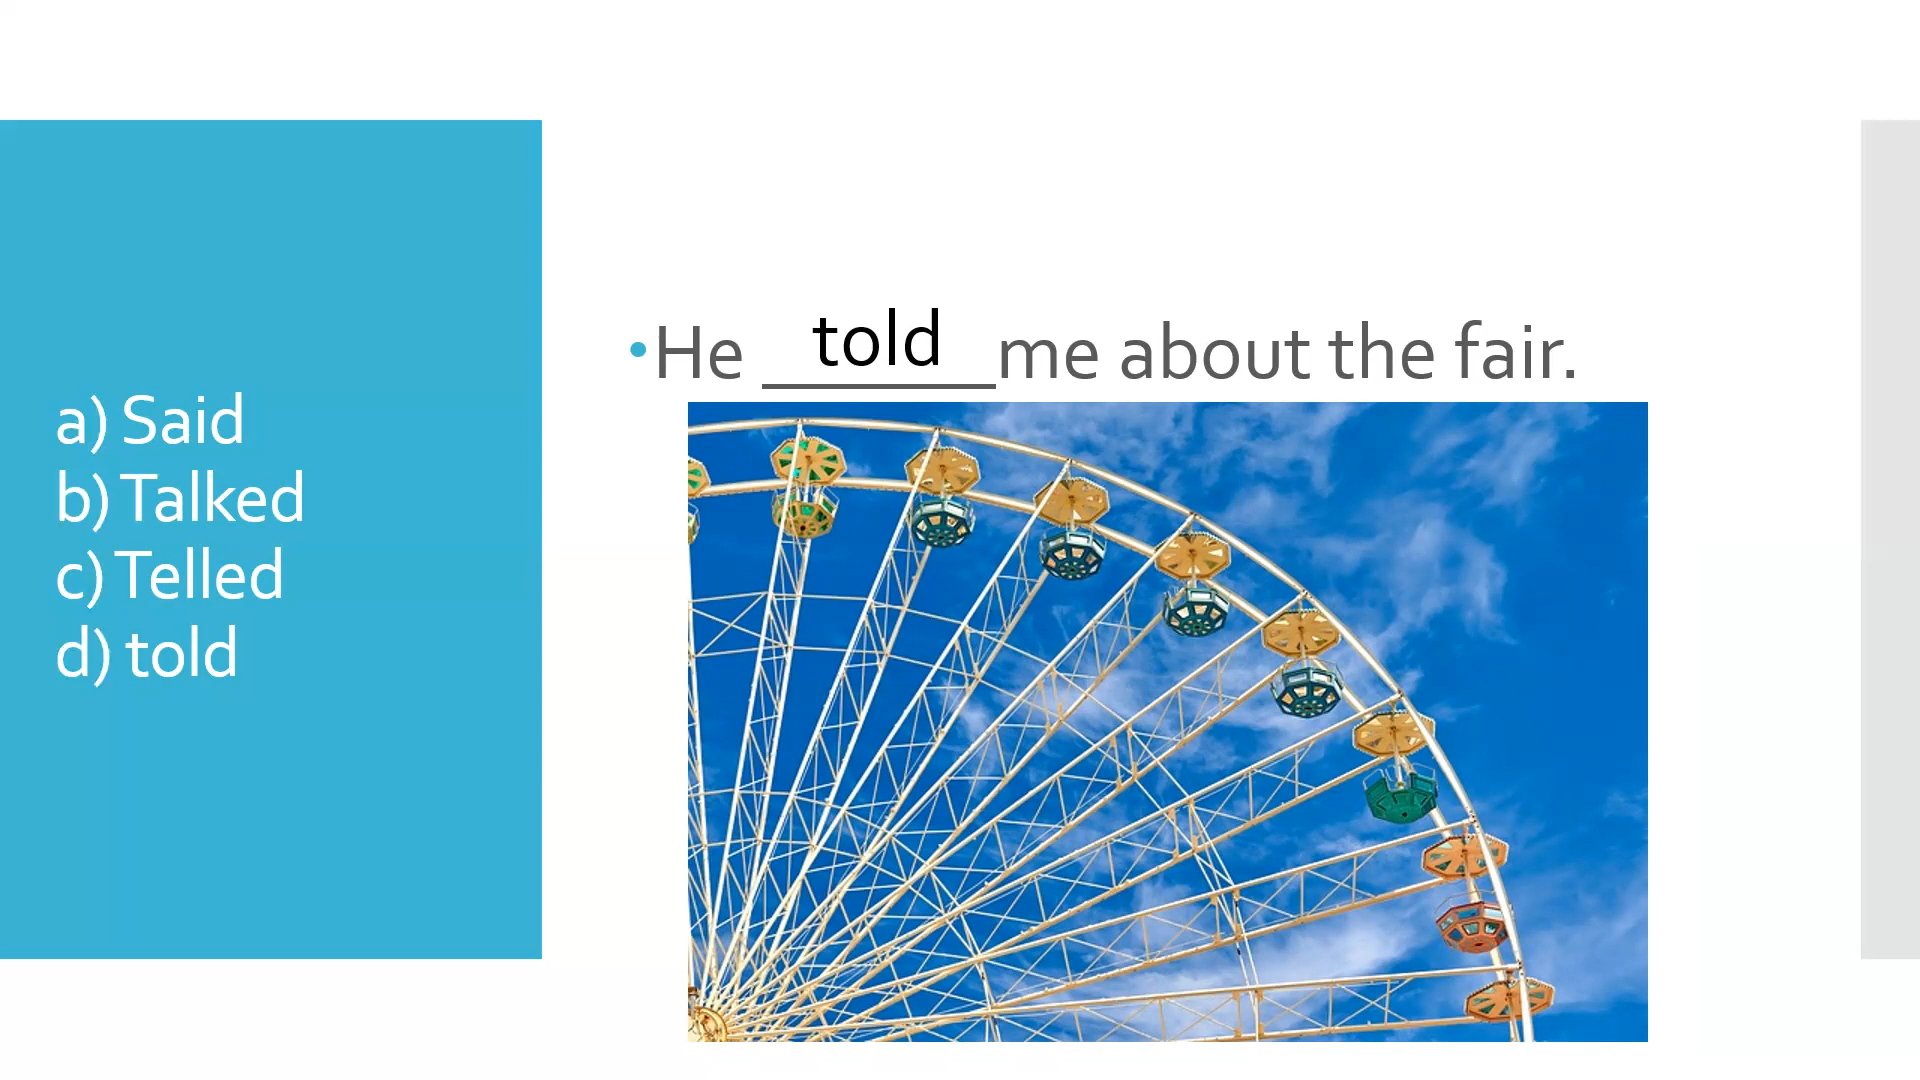 a) Said
b) Talked
c) Telled
d) told
• He told me about the fair.